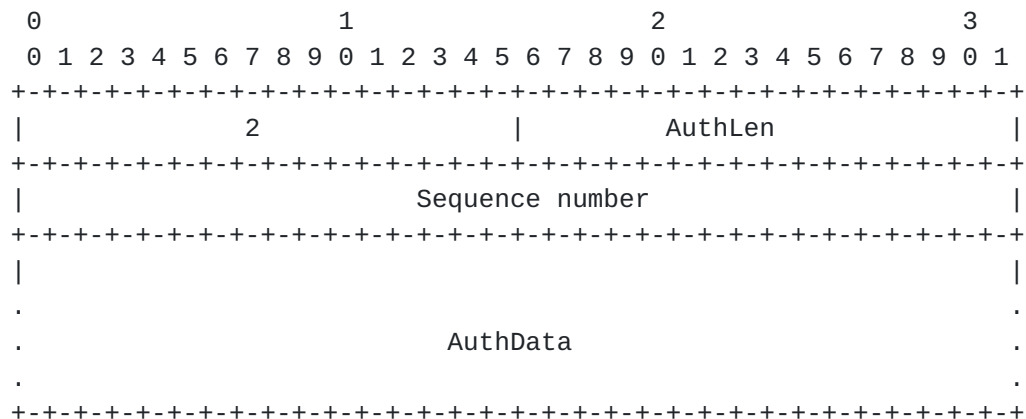 0                   1                   2                   3
 0 1 2 3 4 5 6 7 8 9 0 1 2 3 4 5 6 7 8 9 0 1 2 3 4 5 6 7 8 9 0 1
+-+-+-+-+-+-+-+-+-+-+-+-+-+-+-+-+-+-+-+-+-+-+-+-+-+-+-+-+-+-+-+-+
|              2                |         AuthLen               |
+-+-+-+-+-+-+-+-+-+-+-+-+-+-+-+-+-+-+-+-+-+-+-+-+-+-+-+-+-+-+-+-+
|                         Sequence number                       |
+-+-+-+-+-+-+-+-+-+-+-+-+-+-+-+-+-+-+-+-+-+-+-+-+-+-+-+-+-+-+-+-+
|                                                               |
.                                                               .
.                           AuthData                            .
.                                                               .
+-+-+-+-+-+-+-+-+-+-+-+-+-+-+-+-+-+-+-+-+-+-+-+-+-+-+-+-+-+-+-+-+